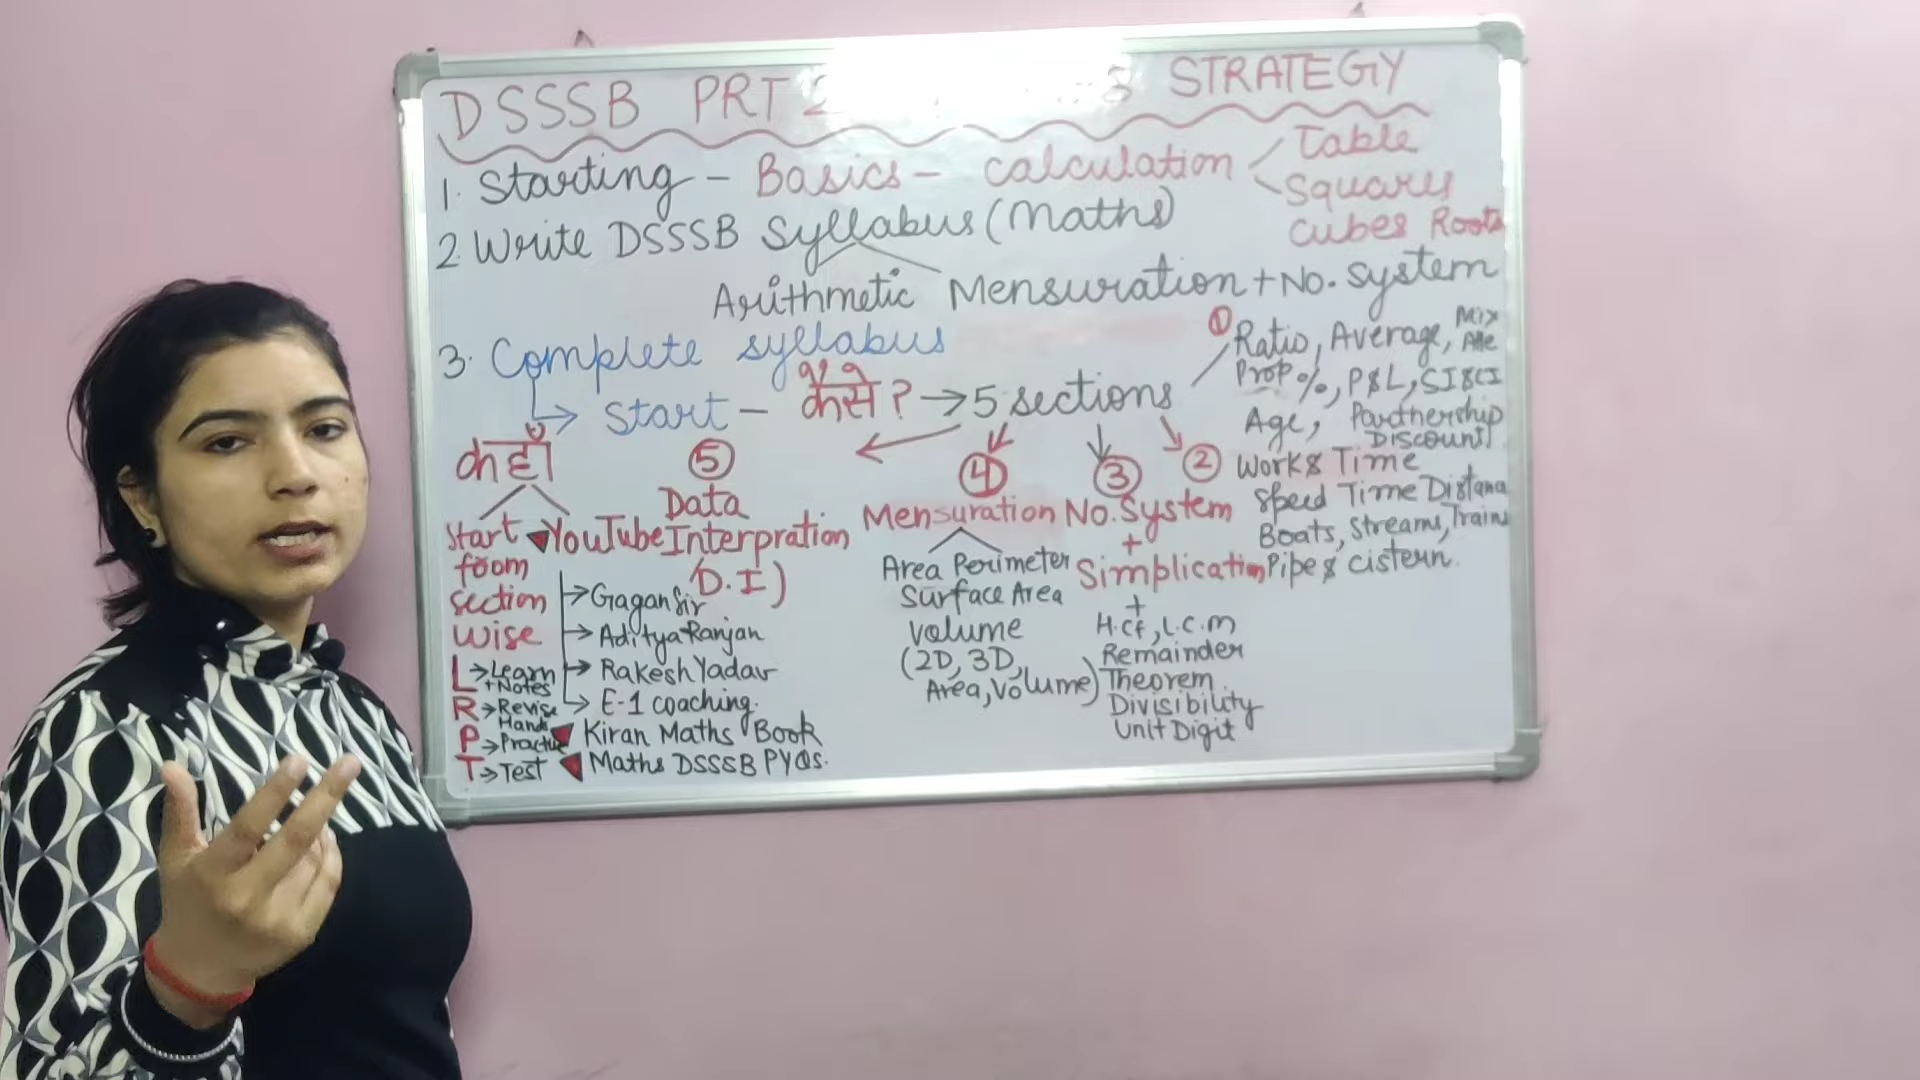 DSSSB PRT 2 STRATEGY
1. Starting - Basics - Calculation
Table
Squares
Cubes Roots
2. Write DSSSB Syllabus (Maths)
Arithmetic Mensuration + No. System
3. Complete syllabus
Start - कैसे? → 5 sections
① Ratio, Average, Mix
Alle
Prop %, P&L, SI&CI
Age, Partnership
Discount
② Work & Time
Speed Time Distance
Boats, Streams, Trains
Pipe & Cistern.
③
No. System
+
Simplication
+
H.cf, L.C.m
Remainder
Theorem
Divisibility
Unit Digit
④
Mensuration
Area Perimeter
Surface Area
Volume
(2D, 3D,
Area, Volume)
⑤
Data
Interpration
(D.I)
कहाँ
Start
from
section
wise
L → Learn
+ Notes
R → Revise
P → Practice
T → Test
YouTube
→ Gagan Sir
→ Aditya Ranjan
→ Rakesh Yadav
→ E-1 coaching.
Kiran Maths Book
Maths DSSSB PYQs.